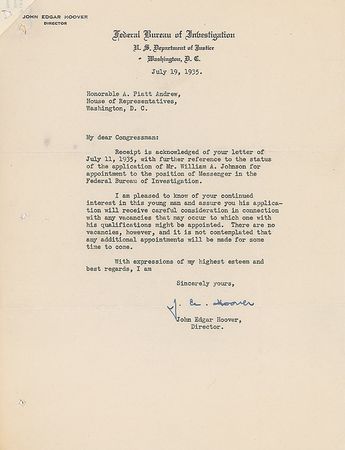 JOHN EDGAR HOOVER
DIRECTOR
Federal Bureau of Investigation
U. S. Department of Justice
Washington, D. C.
July 19, 1935.
Honorable A. Piatt Andrew,
House of Representatives,
Washington, D. C.
My dear Congressman:
Receipt is acknowledged of your letter of
July 11, 1935, with further reference to the status
of the application of Mr. William A. Johnson for
appointment to the position of Messenger in the
Federal Bureau of Investigation.
I am pleased to know of your continued
interest in this young man and assure you his applica-
tion will receive careful consideration in connection
with any vacancies that may occur to which one with
his qualifications might be appointed. There are no
vacancies, however, and it is not contemplated that
any additional appointments will be made for some
time to come.
With expressions of my highest esteem and
best regards, I am
Sincerely yours,
J. E. Hoover
John Edgar Hoover,
Director.